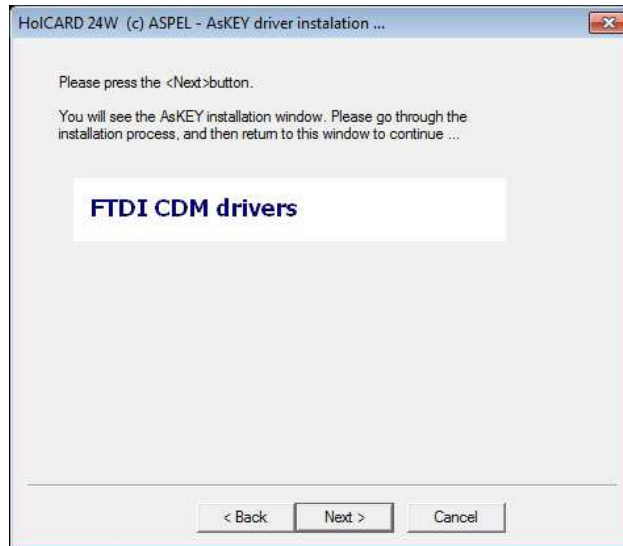 HolCARD 24W (c) ASPEL - AsKEY driver instalation ...
Please press the <Next>button.
You will see the AsKEY installation window. Please go through the
installation process, and then return to this window to continue ...
FTDI CDM drivers
< Back Next > Cancel